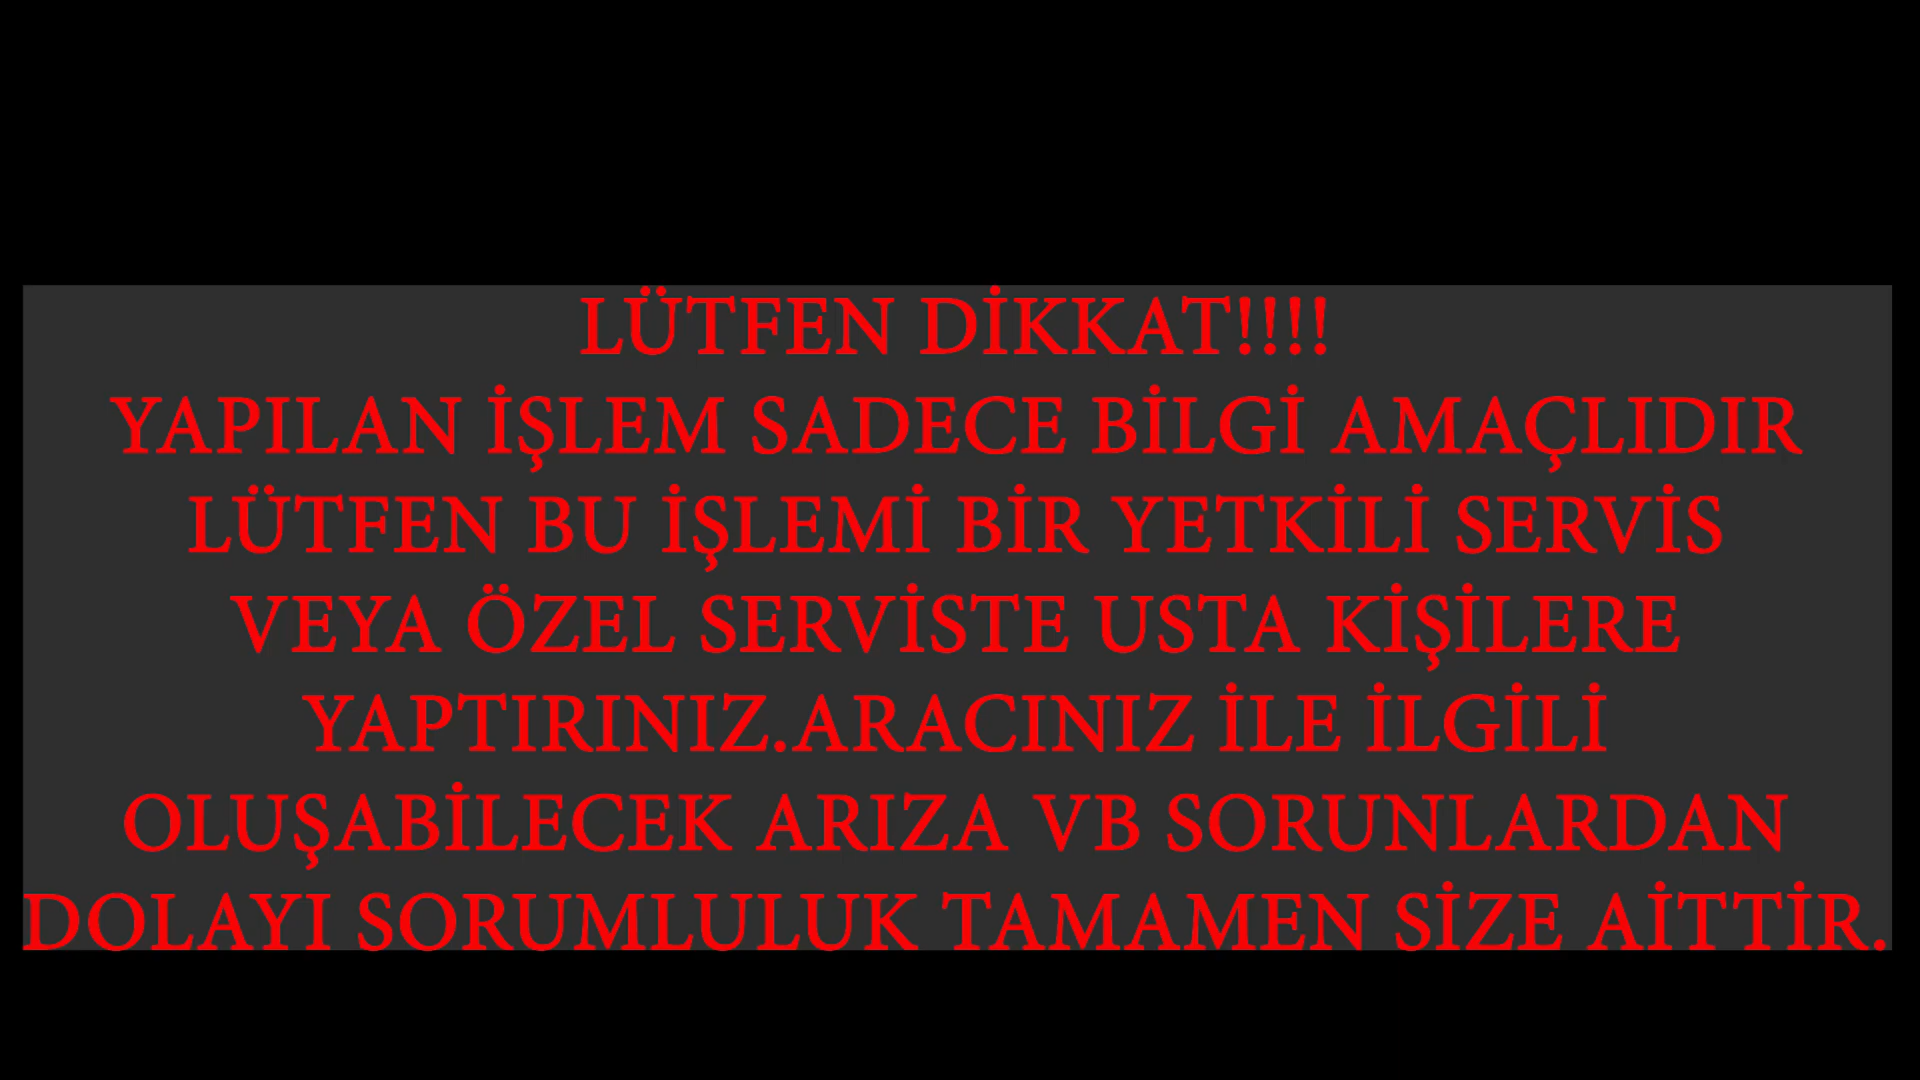 LÜTFEN DİKKAT!!!!
YAPILAN İŞLEM SADECE BİLGİ AMAÇLIDIR
LÜTFEN BU İŞLEMİ BİR YETKİLİ SERVİS
VEYA ÖZEL SERVİSTE USTA KİŞİLERE
YAPTIRINIZ.ARACINIZ İLE İLGİLİ
OLUŞABİLECEK ARIZA VB SORUNLARDAN
DOLAYI SORUMLULUK TAMAMEN SİZE AİTTİR.